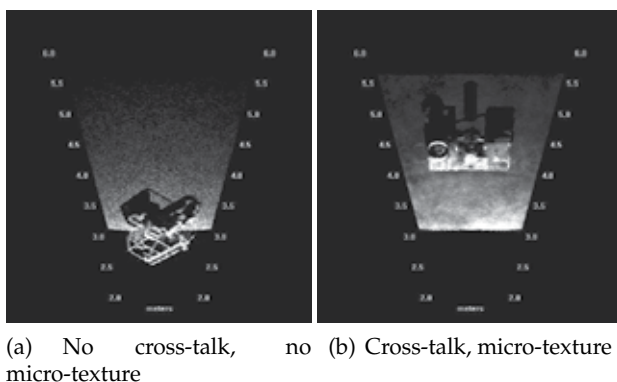 6.0 6.0 6.0 6.0
5.5 5.5 5.5 5.5
5.0 5.0 5.0 5.0
4.5 4.5 4.5 4.5
4.0 4.0 4.0 4.0
3.5 3.5 3.5 3.5
3.0 3.0 3.0 3.0
2.5 2.5 2.5 2.5
2.0 2.0 2.0 2.0
meters meters
(a) No cross-talk, no
micro-texture
(b) Cross-talk, micro-texture